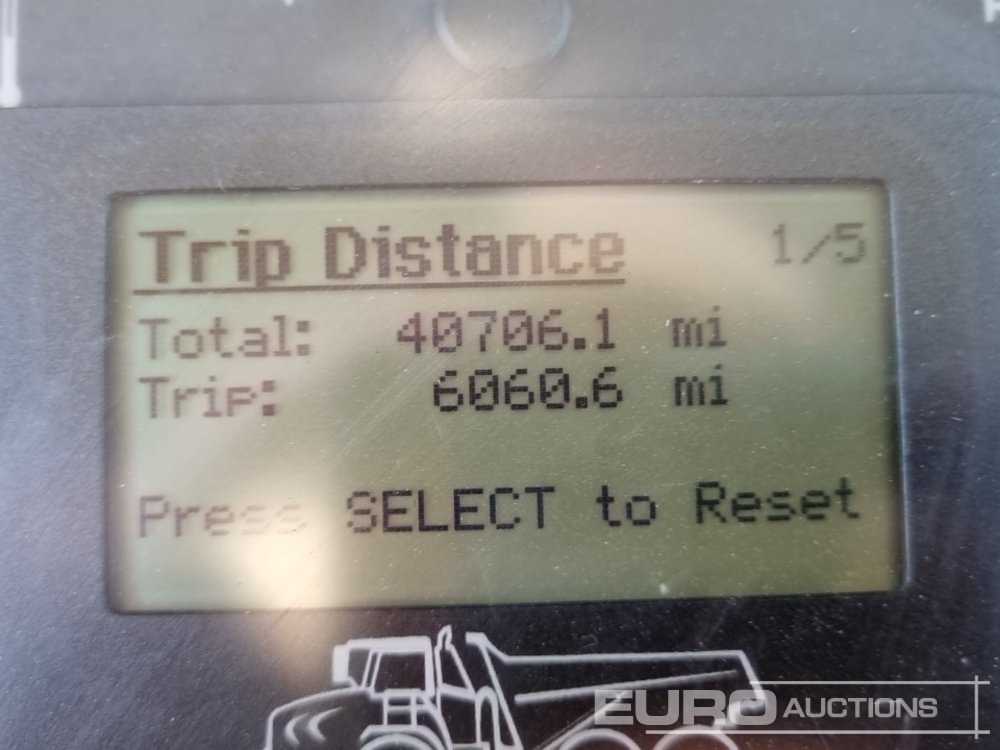 Trip Distance 1/5
Total: 40706.1 mi
Trip: 6060.6 mi
Press SELECT to Reset
EURO AUCTIONS